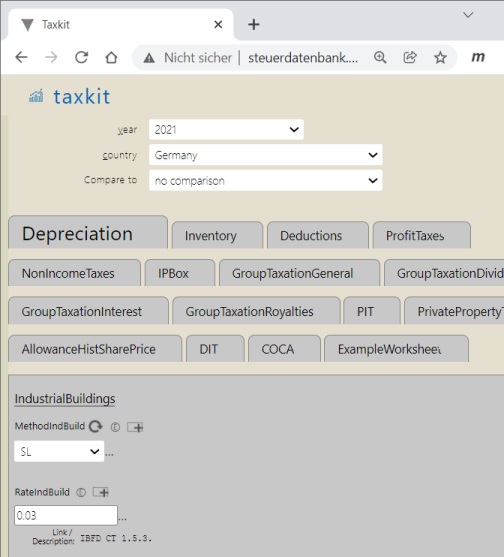 Taxkit
Nicht sicher | steuerdatenbank.... m
taxkit
year 2021
country Germany
Compare to no comparison
Depreciation Inventory Deductions ProfitTaxes
NonIncomeTaxes IPBox GroupTaxationGeneral GroupTaxationDivid
GroupTaxationInterest GroupTaxationRoyalties PIT PrivateProperty
AllowanceHistSharePrice DIT COCA ExampleWorksheet
IndustrialBuildings
MethodIndBuild
SL ...
RateIndBuild
0.03 ...
Link /
Description: IBFD CT 1.5.3.